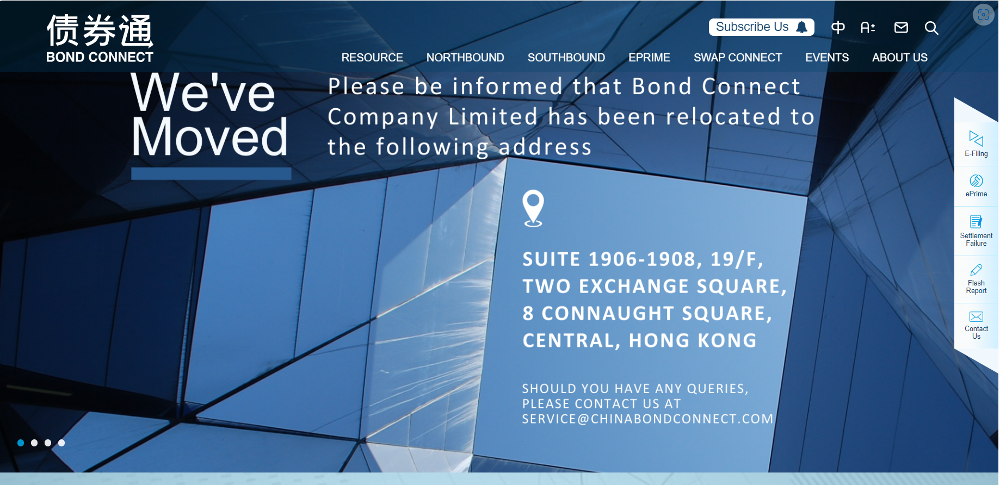 债券通
BOND CONNECT
Subscribe Us
中
A±
RESOURCE
NORTHBOUND
SOUTHBOUND
EPRIME
SWAP CONNECT
EVENTS
ABOUT US
We've
Moved
Please be informed that Bond Connect
Company Limited has been relocated to
the following address
SUITE 1906-1908, 19/F,
TWO EXCHANGE SQUARE,
8 CONNAUGHT SQUARE,
CENTRAL, HONG KONG
SHOULD YOU HAVE ANY QUERIES,
PLEASE CONTACT US AT
SERVICE@CHINABONDCONNECT.COM
E-Filing
ePrime
Settlement
Failure
Flash
Report
Contact
Us